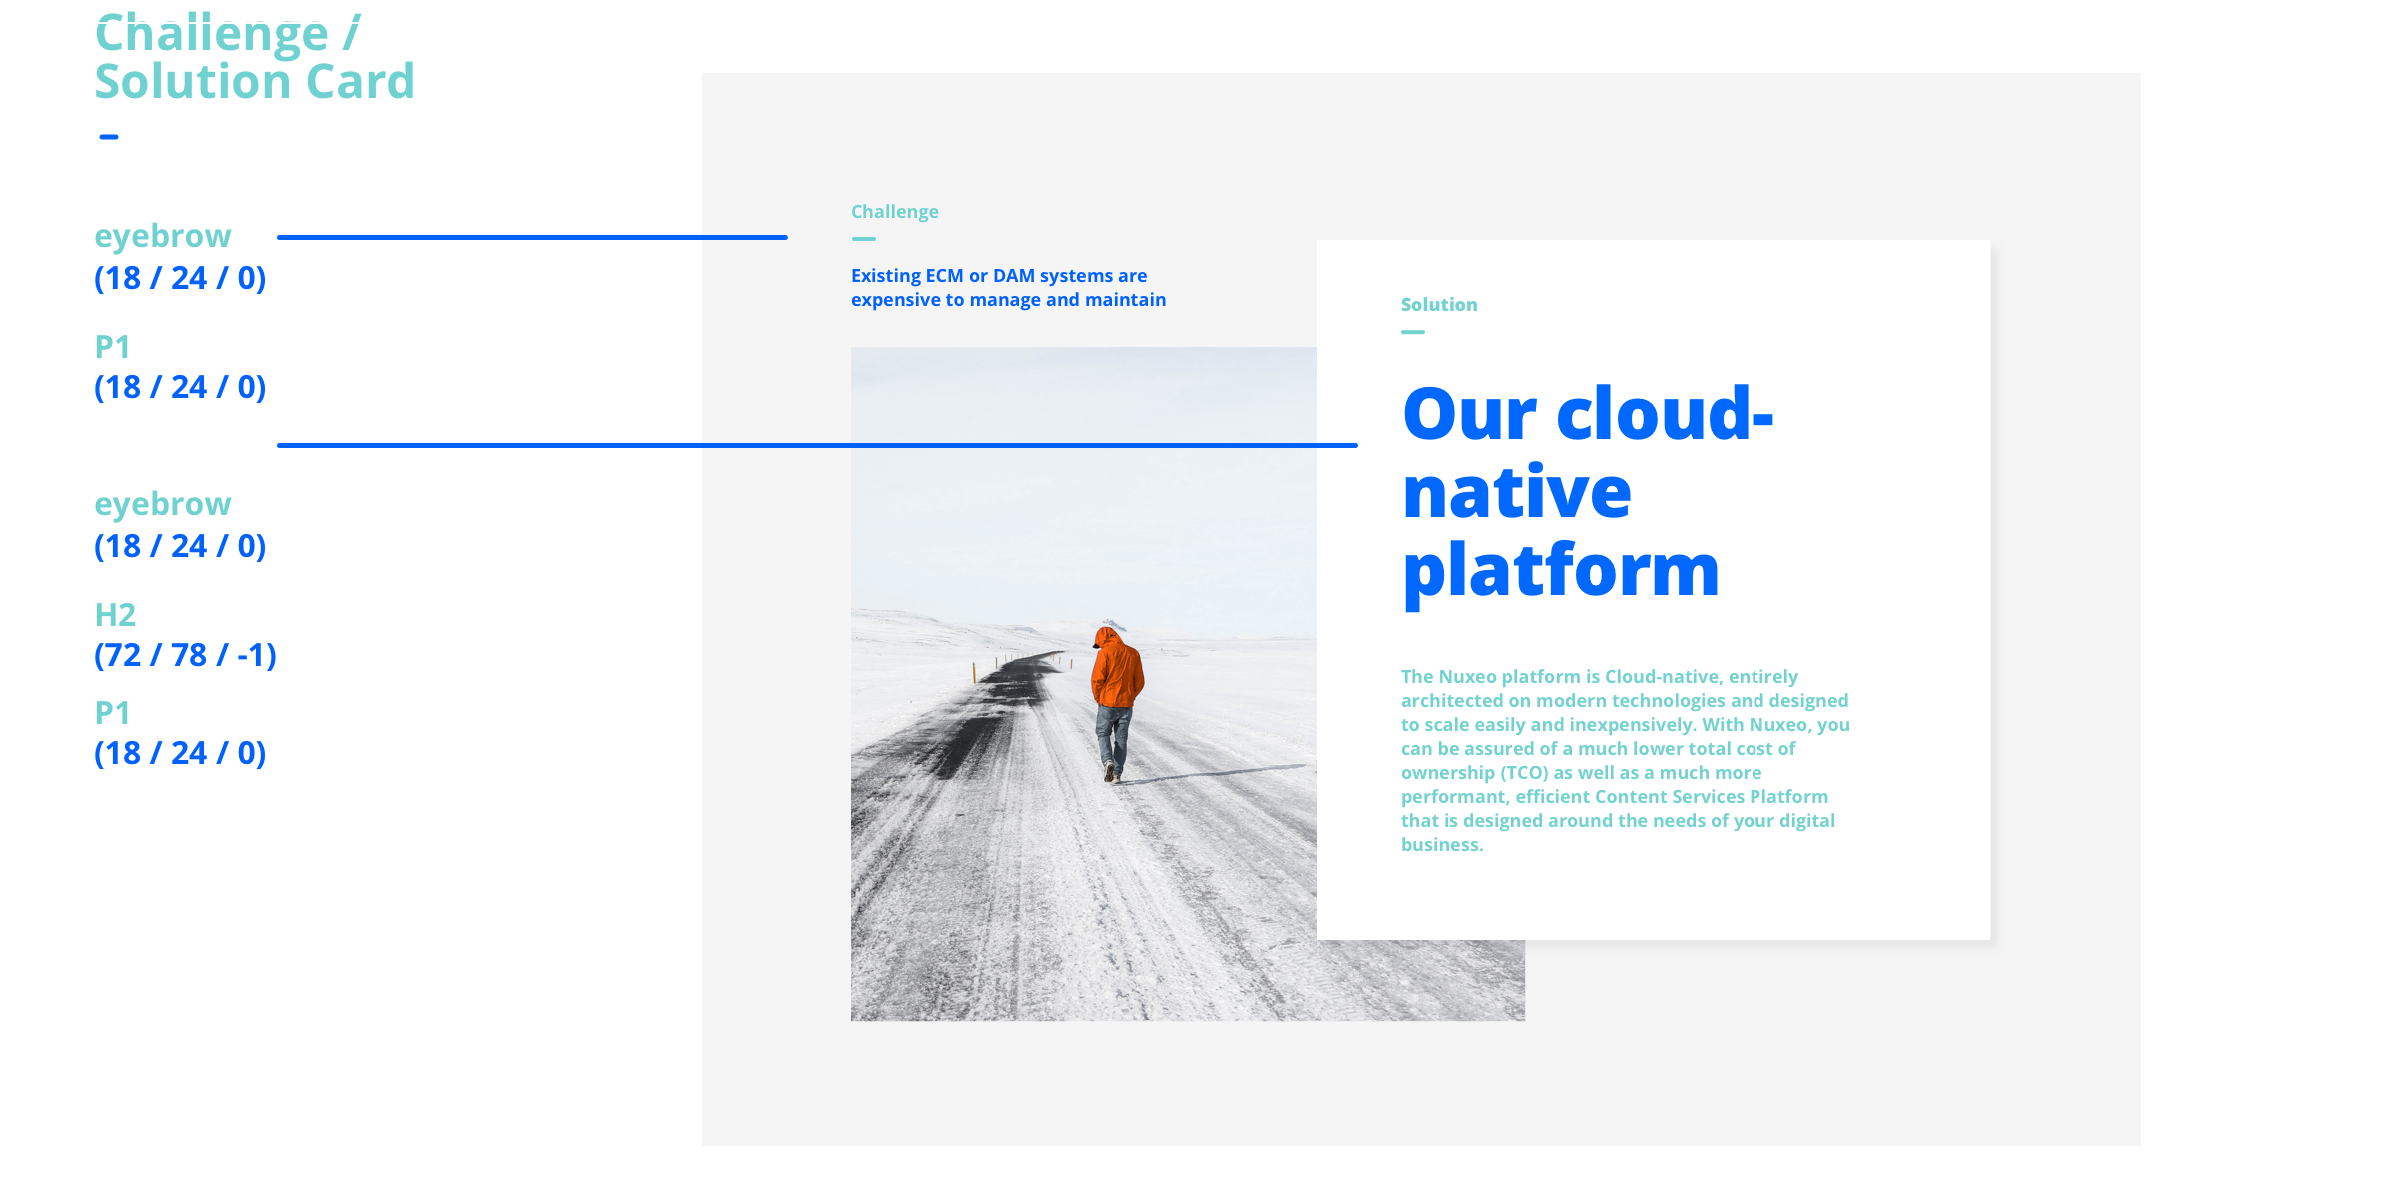 Challenge /
Solution Card
eyebrow
(18 / 24 / 0)
P1
(18 / 24 / 0)
eyebrow
(18 / 24 / 0)
H2
(72 / 78 / -1)
P1
(18 / 24 / 0)
Challenge
Existing ECM or DAM systems are
expensive to manage and maintain
Solution
Our cloud-
native
platform
The Nuxeo platform is Cloud-native, entirely
architected on modern technologies and designed
to scale easily and inexpensively. With Nuxeo, you
can be assured of a much lower total cost of
ownership (TCO) as well as a much more
performant, efficient Content Services Platform
that is designed around the needs of your digital
business.